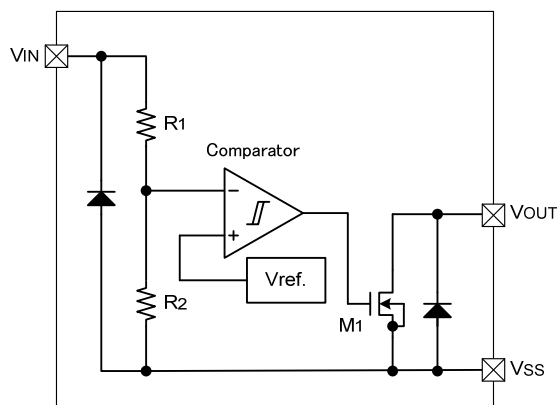 VIN
R1
Comparator
−
+
VOUT
Vref.
R2
M1
VSS